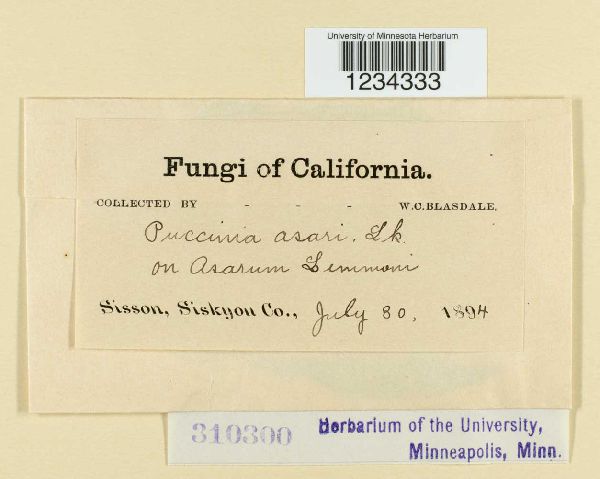 University of Minnesota Herbarium
1234333
Fungi of California.
COLLECTED BY - - - W.C.BLASDALE.
Puccinia asari. Lk.
on Asarum Lemmoni
Sisson, Siskyou Co., July 30, 1894
310300 Herbarium of the University,
Minneapolis, Minn.